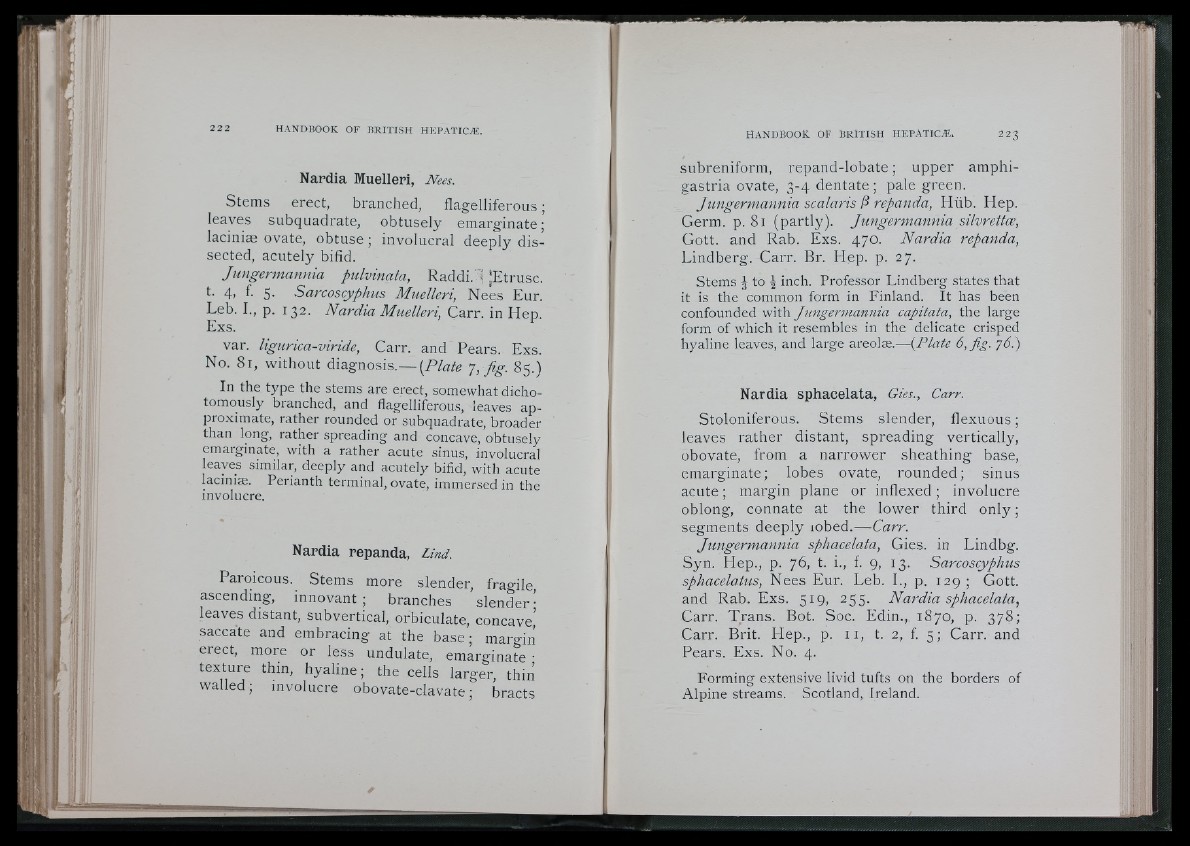 222 HANDBOOK OF BRITISH HEPATICÆ.
Nardia Muelleri, Nees.
Stems erect, branched, flagelliferous;
leaves subquadrate, obtusely emarginate;
laciniæ ovate, obtuse; involucral deeply dis-
sected, acutely bifid.
Jungermannia pulvinata, Raddi. Etrusc.
t. 4, f. 5. Sarcoscyphus Muelleri, Nees Eur.
Leb. I., p. 132. Nardia Muelleri, Carr. in Hep.
Exs.
var. ligurica-viride, Carr. and Pears. Exs.
No. 81, without diagnosis.—(Plate 7, fig. 85.)
In the type the stems are erect, somewhat dicho-
tomously branched, and flagelliferous, leaves ap-
proximate, rather rounded or subquadrate, broader
than long, rather spreading and concave, obtusely
emarginate, with a rather acute sinus, involucral
leaves similar, deeply and acutely bifid, with acute
laciniæ. Perianth terminal, ovate, immersed in the
involucre.
Nardia repanda, Lind.
Paroicous. Stems more slender, fragile,
ascending, innovant; branches slender;
leaves distant, subvertical, orbiculate, concave,
saccate and embracing at the base; margin
erect, more or less undulate, emarginate;
texture thin, hyaline; the cells larger, thin
walled; involucre obovate-clavate; bracts
HANDBOOK OF BRITISH HEPATICÆ. 223
subreniform, repand-lobate; upper amphi-
gastria ovate, 3-4 dentate; pale green.
Jungermannia scalaris β repanda, Hüb. Hep.
Germ. p. 81 (partly). Jungermannia silvrettæ,
Gott. and Rab. Exs. 470. Nardia repanda,
Lindberg. Carr. Br. Hep. p. 27.
Stems to inch. Professor Lindberg states that
it is the common form in Finland. It has been
confounded with Jungermannia capitata, the large
form of which it resembles in the delicate crisped
hyaline leaves, and large areolæ.—(Plate 6, fig. 76.)
Nardia sphacelata, Gies., Carr.
Stoloniferous. Stems slender, flexuous;
leaves rather distant, spreading vertically,
obovate, from a narrower sheathing base,
emarginate; lobes ovate, rounded; sinus
acute; margin plane or inflexed; involucre
oblong, connate at the lower third only;
segments deeply lobed.—Carr.
Jungermannia sphacelata, Gies. in Lindbg.
Syn. Hep., p. 76, t. i., f. 9, 13. Sarcoscyphus
sphacelatus, Nees Eur. Leb. I., p. 129; Gott.
and Rab. Exs. 519, 255. Nardia sphacelata,
Carr. Trans. Bot. Soc. Edin., 1870, p. 378;
Carr. Brit. Hep., p. 11, t. 2, f. 5; Carr. and
Pears. Exs. No. 4.
Forming extensive livid tufts on the borders of
Alpine streams. Scotland, Ireland.